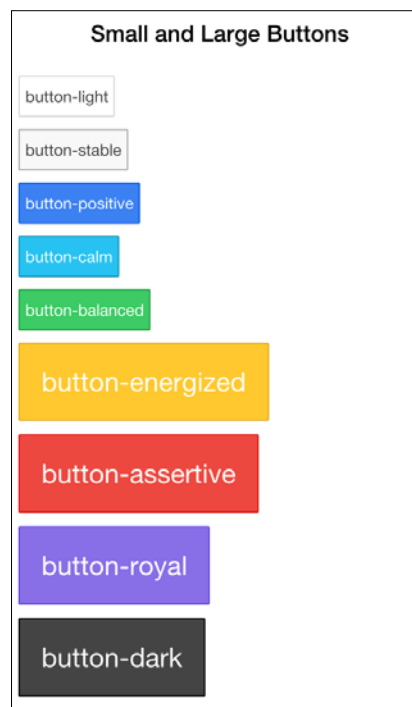 Small and Large Buttons
button-light
button-stable
button-positive
button-calm
button-balanced
button-energized
button-assertive
button-royal
button-dark